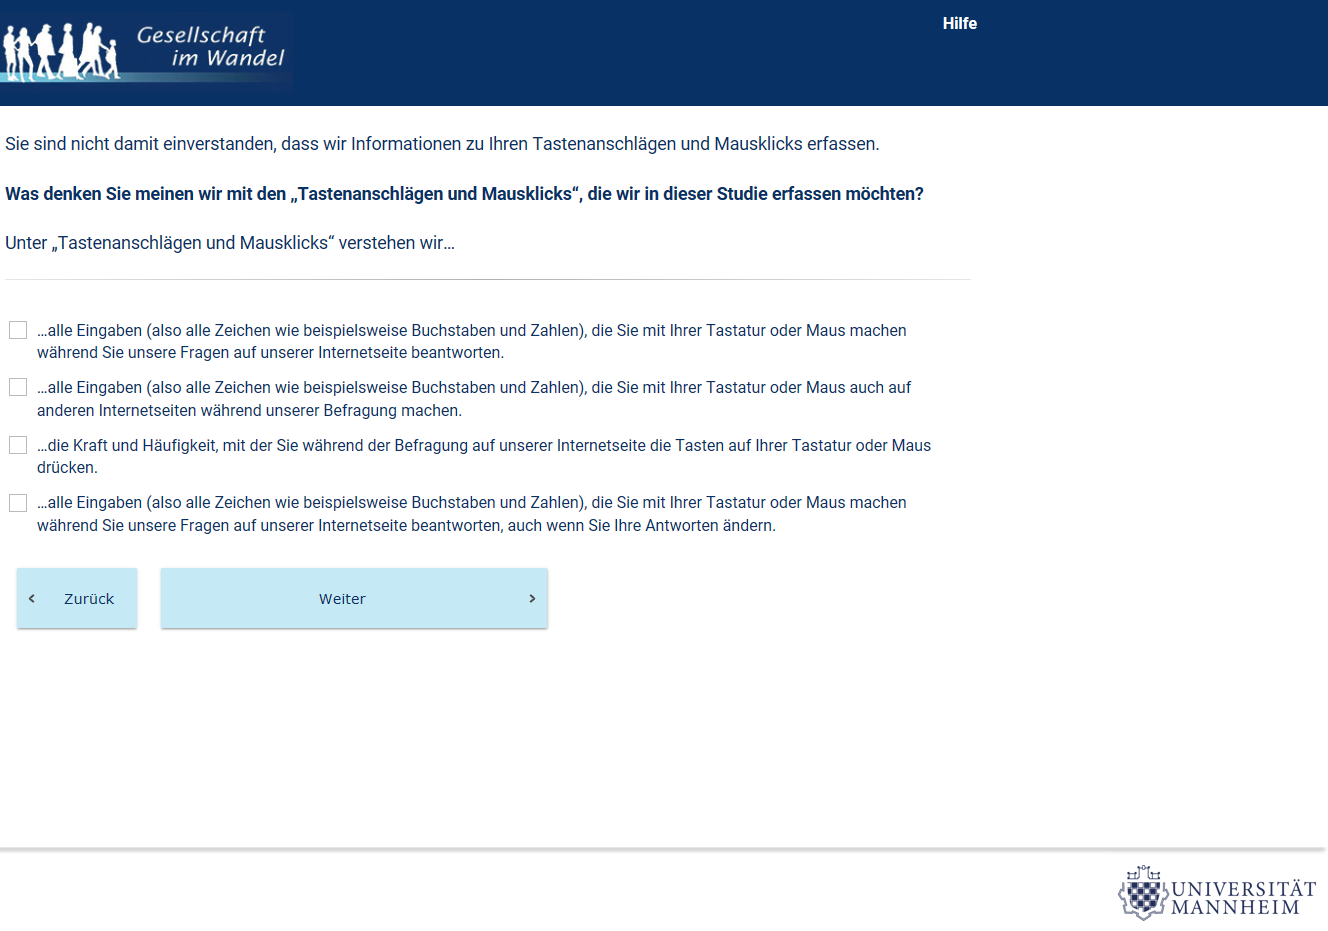 Gesellschaft
im Wandel
Hilfe
Sie sind nicht damit einverstanden, dass wir Informationen zu Ihren Tastenanschlägen und Mausklicks erfassen.
Was denken Sie meinen wir mit den „Tastenanschlägen und Mausklicks“, die wir in dieser Studie erfassen möchten?
Unter „Tastenanschlägen und Mausklicks“ verstehen wir...
...alle Eingaben (also alle Zeichen wie beispielsweise Buchstaben und Zahlen), die Sie mit Ihrer Tastatur oder Maus machen
während Sie unsere Fragen auf unserer Internetseite beantworten.
...alle Eingaben (also alle Zeichen wie beispielsweise Buchstaben und Zahlen), die Sie mit Ihrer Tastatur oder Maus auch auf
anderen Internetseiten während unserer Befragung machen.
...die Kraft und Häufigkeit, mit der Sie während der Befragung auf unserer Internetseite die Tasten auf Ihrer Tastatur oder Maus
drücken.
...alle Eingaben (also alle Zeichen wie beispielsweise Buchstaben und Zahlen), die Sie mit Ihrer Tastatur oder Maus machen
während Sie unsere Fragen auf unserer Internetseite beantworten, auch wenn Sie Ihre Antworten ändern.
‹ Zurück
Weiter ›
UNIVERSITÄT
MANNHEIM